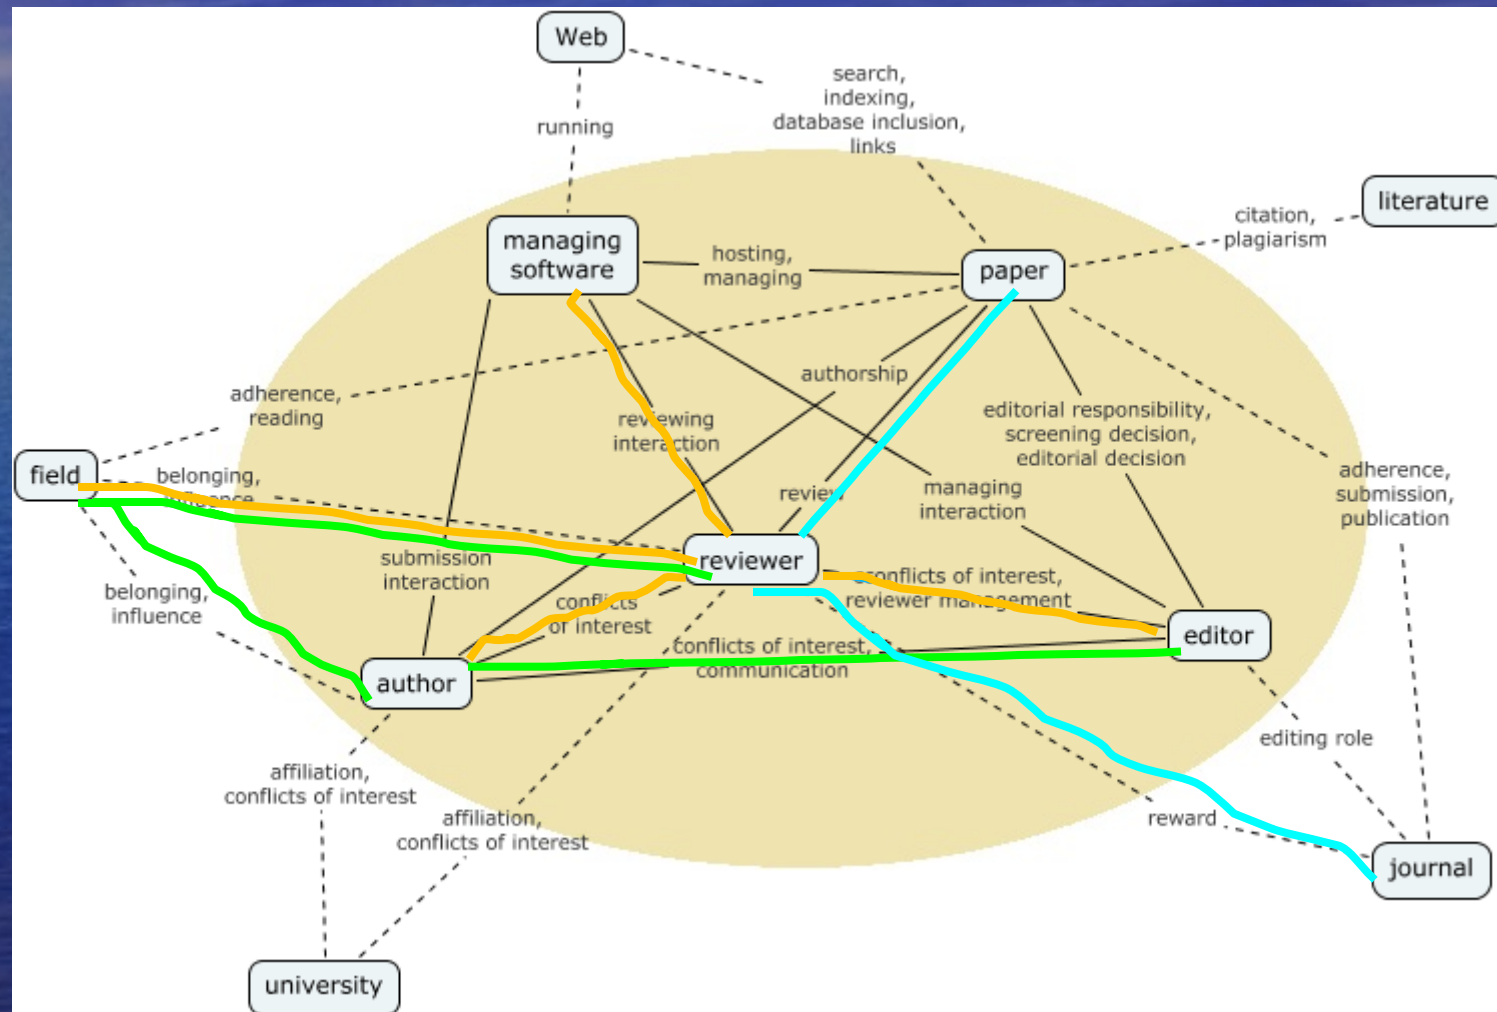 Web
search,
indexing,
database inclusion,
links
running
literature
citation,
plagiarism
managing
software
hosting,
managing
paper
authorship
adherence,
reading
reviewing
interaction
editorial responsibility,
screening decision,
editorial decision
field
belonging,
influence
review
managing
interaction
adherence,
submission,
publication
submission
interaction
reviewer
conflicts of interest,
reviewer management
belonging,
influence
conflicts
of interest
editor
conflicts of interest,
communication
author
editing role
affiliation,
conflicts of interest
affiliation,
conflicts of interest
reward
journal
university